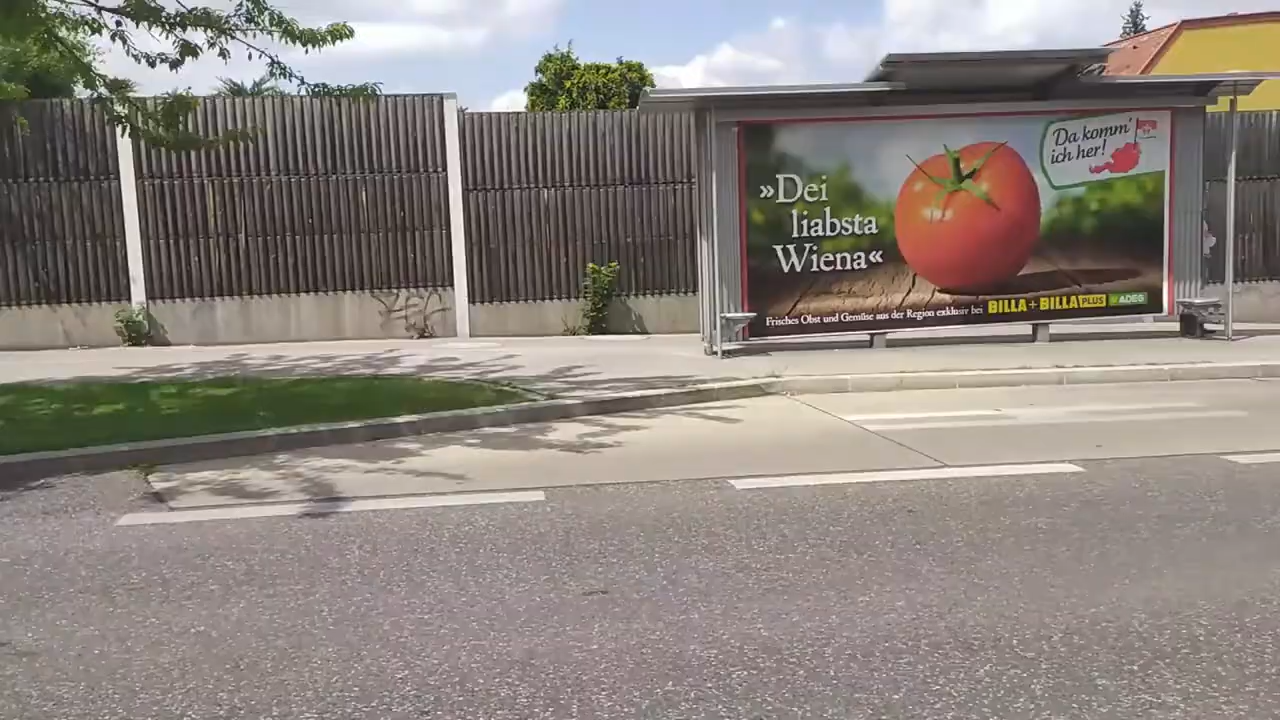 Da komm'
ich her!
»Dei
liabsta
Wiena«
Frisches Obst und Gemüse aus der Region exklusiv bei BILLA + BILLA PLUS ADEG